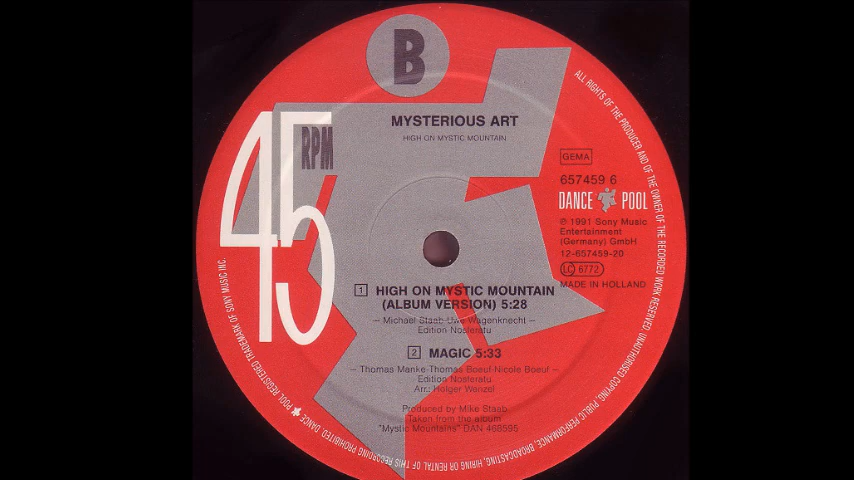 B
MYSTERIOUS ART
HIGH ON MYSTIC MOUNTAIN
45 RPM
GEMA
657459 6
DANCE POOL
℗ 1991 Sony Music
Entertainment
(Germany) GmbH
12-657459-20
LC 6772
MADE IN HOLLAND
1 HIGH ON MYSTIC MOUNTAIN
(ALBUM VERSION) 5:28
– Michael Staab-Uwe Wagenknecht –
Edition Nosferatu
2 MAGIC 5:33
– Thomas Manke-Thomas Boeuf-Nicole Boeuf –
Edition Nosferatu
Arr.: Holger Wenzel
Produced by Mike Staab
Taken from the album
"Mystic Mountains" DAN 468595
ALL RIGHTS OF THE PRODUCER AND OF THE OWNER OF THE RECORDED WORK RESERVED. UNAUTHORISED COPYING, PUBLIC PERFORMANCE, BROADCASTING, HIRING OR RENTAL OF THIS RECORDING PROHIBITED. DANCE POOL REGISTERED TRADEMARK OF SONY MUSIC INC.